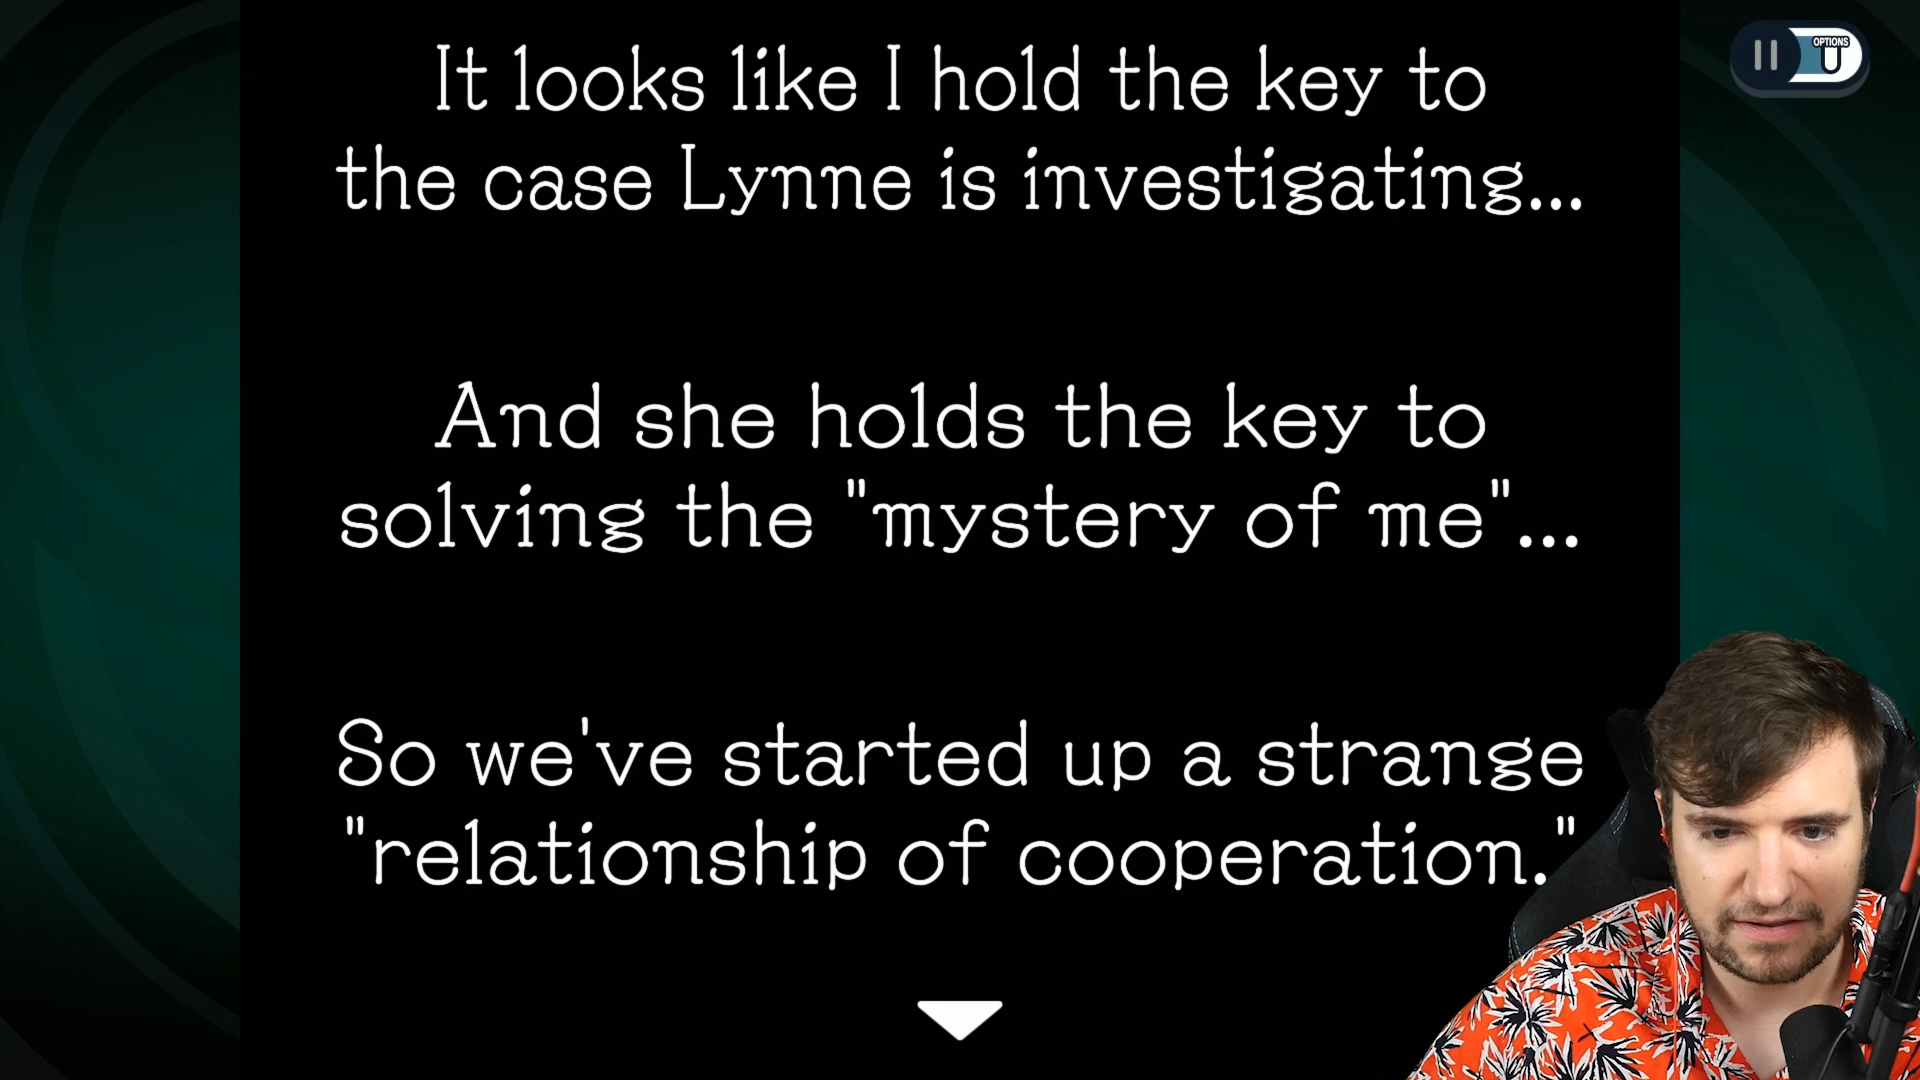 OPTIONS
It looks like I hold the key to
the case Lynne is investigating...
And she holds the key to
solving the "mystery of me"...
So we've started up a strange
"relationship of cooperation."